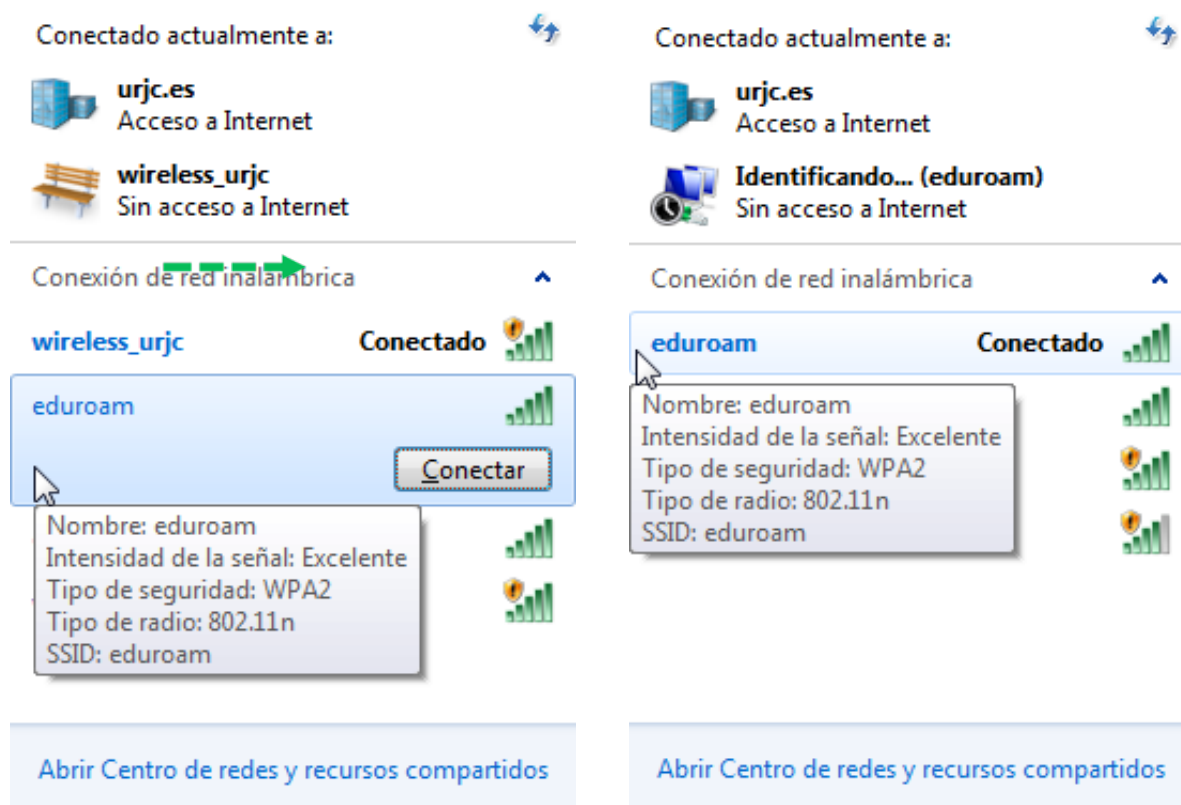 Conectado actualmente a:
urjc.es
Acceso a Internet
wireless_urjc
Sin acceso a Internet
Conexión de red inalámbrica
wireless_urjc Conectado
eduroam
Conectar
Nombre: eduroam
Intensidad de la señal: Excelente
Tipo de seguridad: WPA2
Tipo de radio: 802.11n
SSID: eduroam
Abrir Centro de redes y recursos compartidos
Conectado actualmente a:
urjc.es
Acceso a Internet
Identificando... (eduroam)
Sin acceso a Internet
Conexión de red inalámbrica
eduroam Conectado
Nombre: eduroam
Intensidad de la señal: Excelente
Tipo de seguridad: WPA2
Tipo de radio: 802.11n
SSID: eduroam
Abrir Centro de redes y recursos compartidos